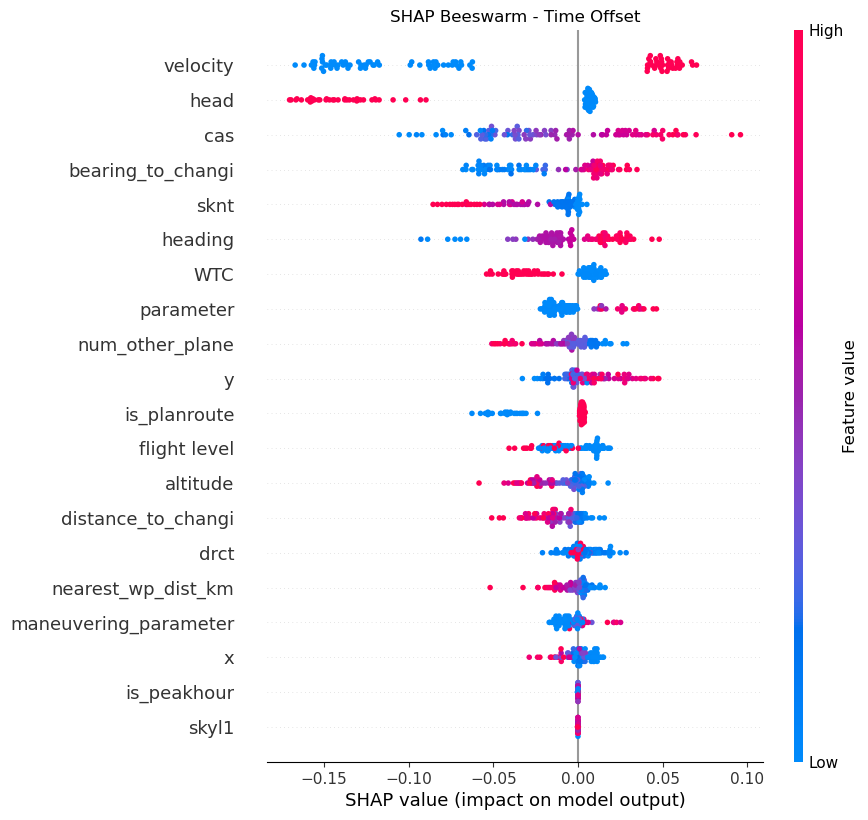 SHAP Beeswarm - Time Offset
High
velocity
head
cas
bearing_to_changi
sknt
heading
WTC
parameter
num_other_plane
y
is_planroute
flight level
altitude
distance_to_changi
drct
nearest_wp_dist_km
maneuvering_parameter
x
is_peakhour
skyl1
Feature value
Low
−0.15 −0.10 −0.05 0.00 0.05 0.10
SHAP value (impact on model output)